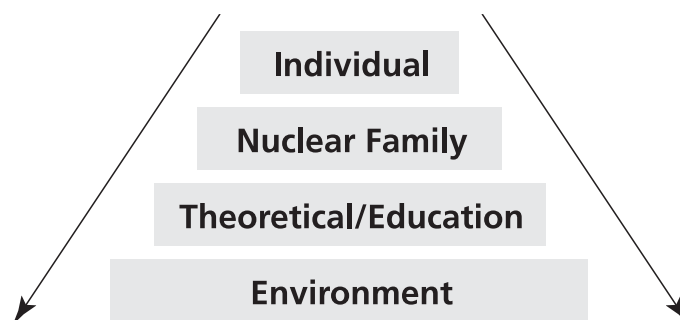 Individual
Nuclear Family
Theoretical/Education
Environment